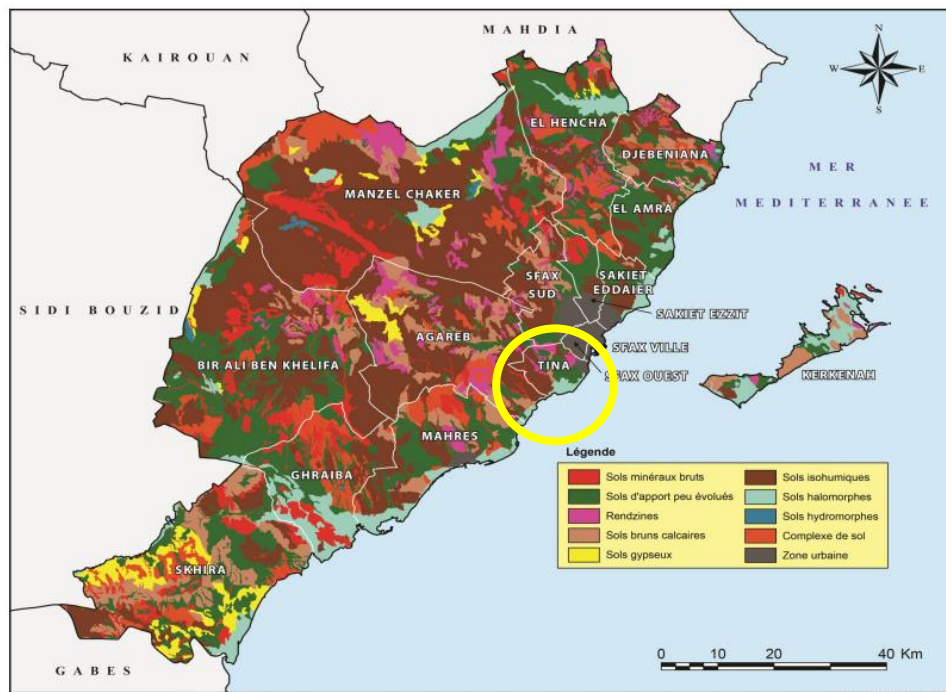 MAHDIA
KAIROUAN
N
W E
S
EL HENCHA
DJEBENIANA
MER
MEDITERRANEE
MANZEL CHAKER
EL AMRA
SIDI BOUZID
SFAX
SUD
SAKIET
EDDAIER
SAKIET EZZIT
AGAREB
SFAX VILLE
BIR ALI BEN KHELIFA
TINA
SFAX OUEST
KERKENAH
MAHRES
GHRAIBA
SKHIRA
GABES
Légende
Sols minéraux bruts
Sols d'apport peu évolués
Rendzines
Sols bruns calcaires
Sols gypseux
Sols isohumiques
Sols halomorphes
Sols hydromorphes
Complexe de sol
Zone urbaine
0 10 20 40 Km